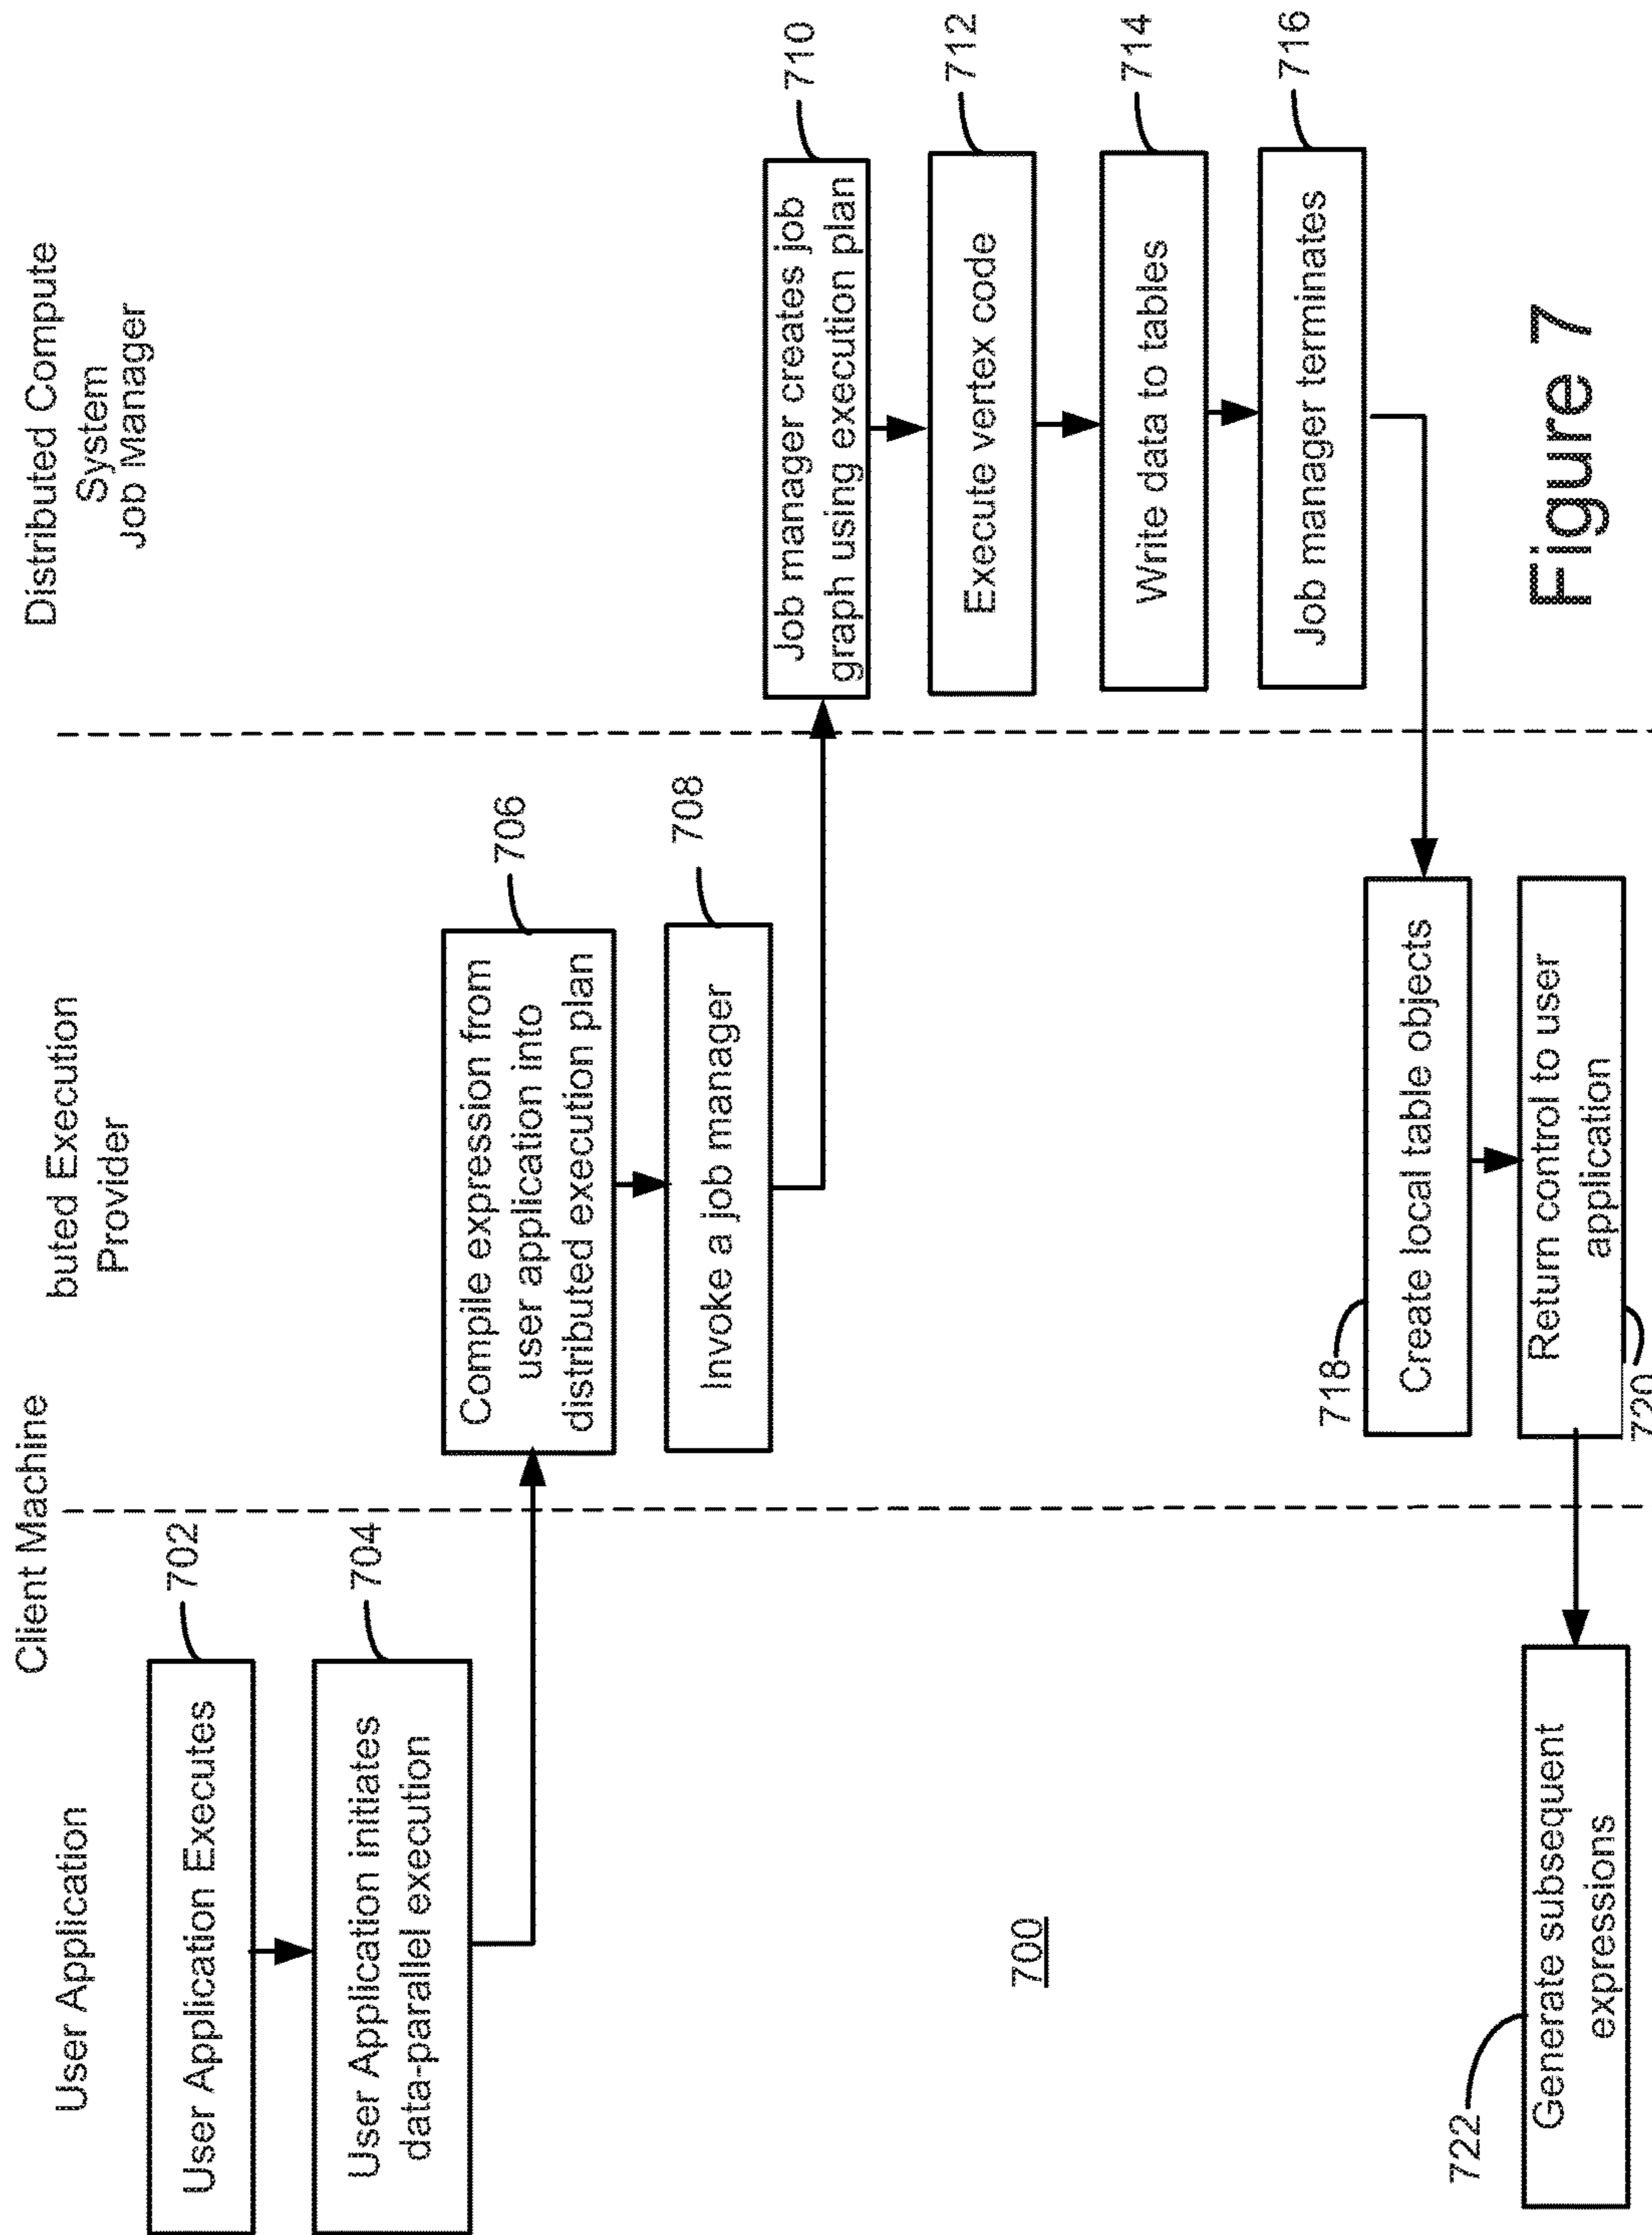 Client Machine
User Application
buted Execution
Provider
Distributed Compute
System
Job Manager
User Application Executes
702
User Application initiates
data-parallel execution
704
Compile expression from
user application into
distributed execution plan
706
Invoke a job manager
708
Job manager creates job
graph using execution plan
710
Execute vertex code
712
Write data to tables
714
Job manager terminates
716
718
Create local table objects
Return control to user
application
720
722
Generate subsequent
expressions
700
Figure 7